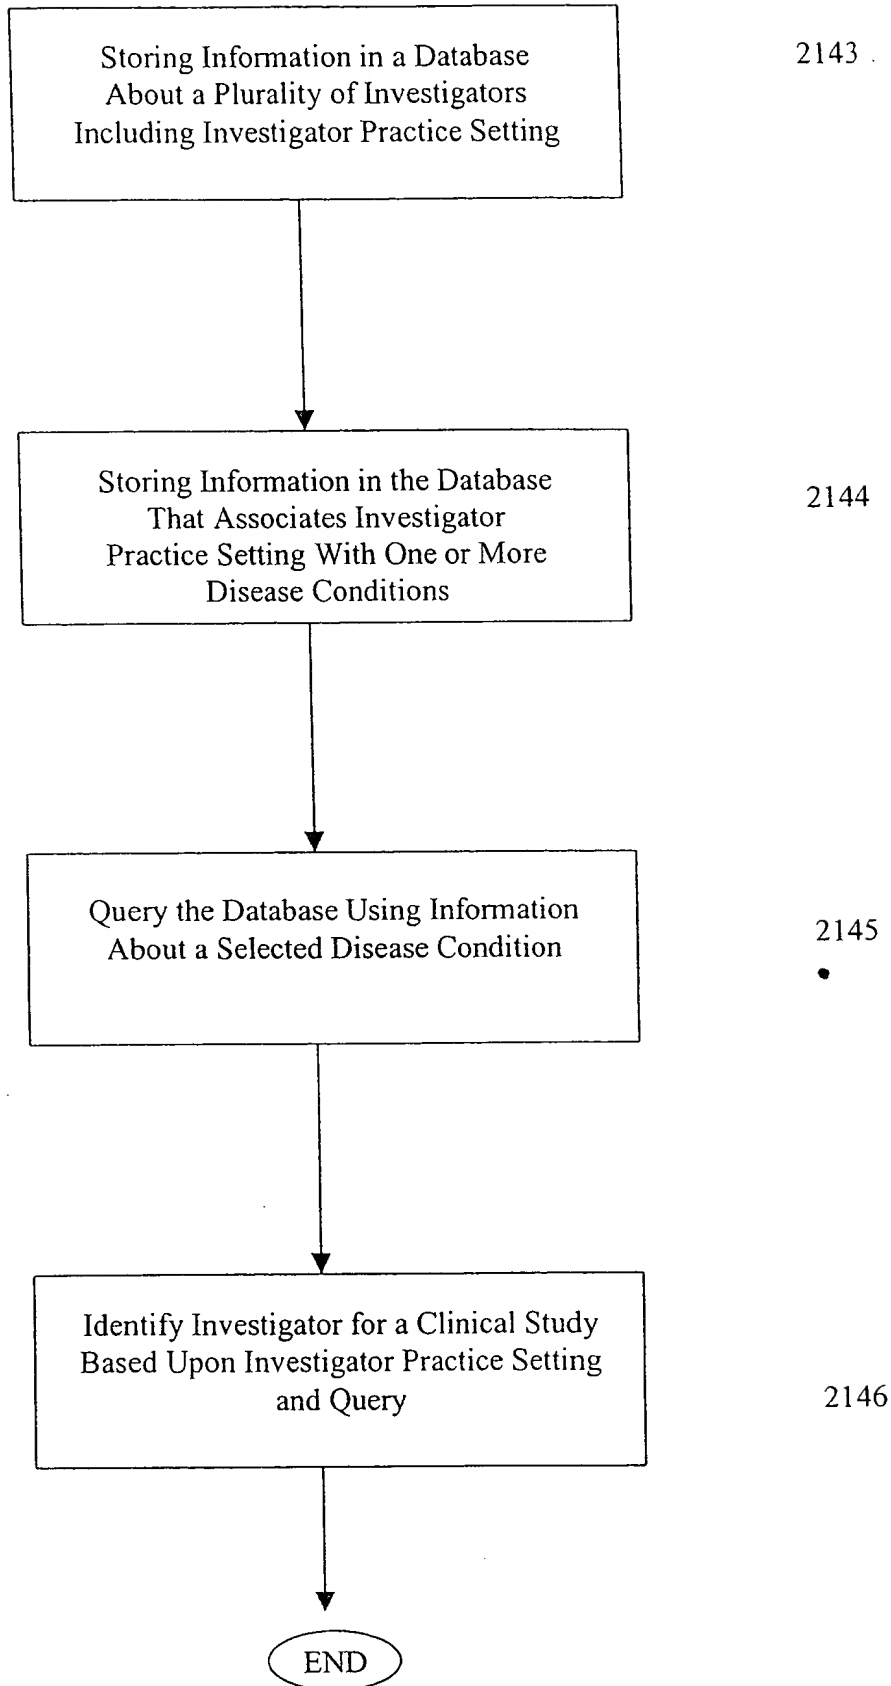 Storing Information in a Database
About a Plurality of Investigators
Including Investigator Practice Setting
2143
Storing Information in the Database
That Associates Investigator
Practice Setting With One or More
Disease Conditions
2144
Query the Database Using Information
About a Selected Disease Condition
2145
Identify Investigator for a Clinical Study
Based Upon Investigator Practice Setting
and Query
2146
END